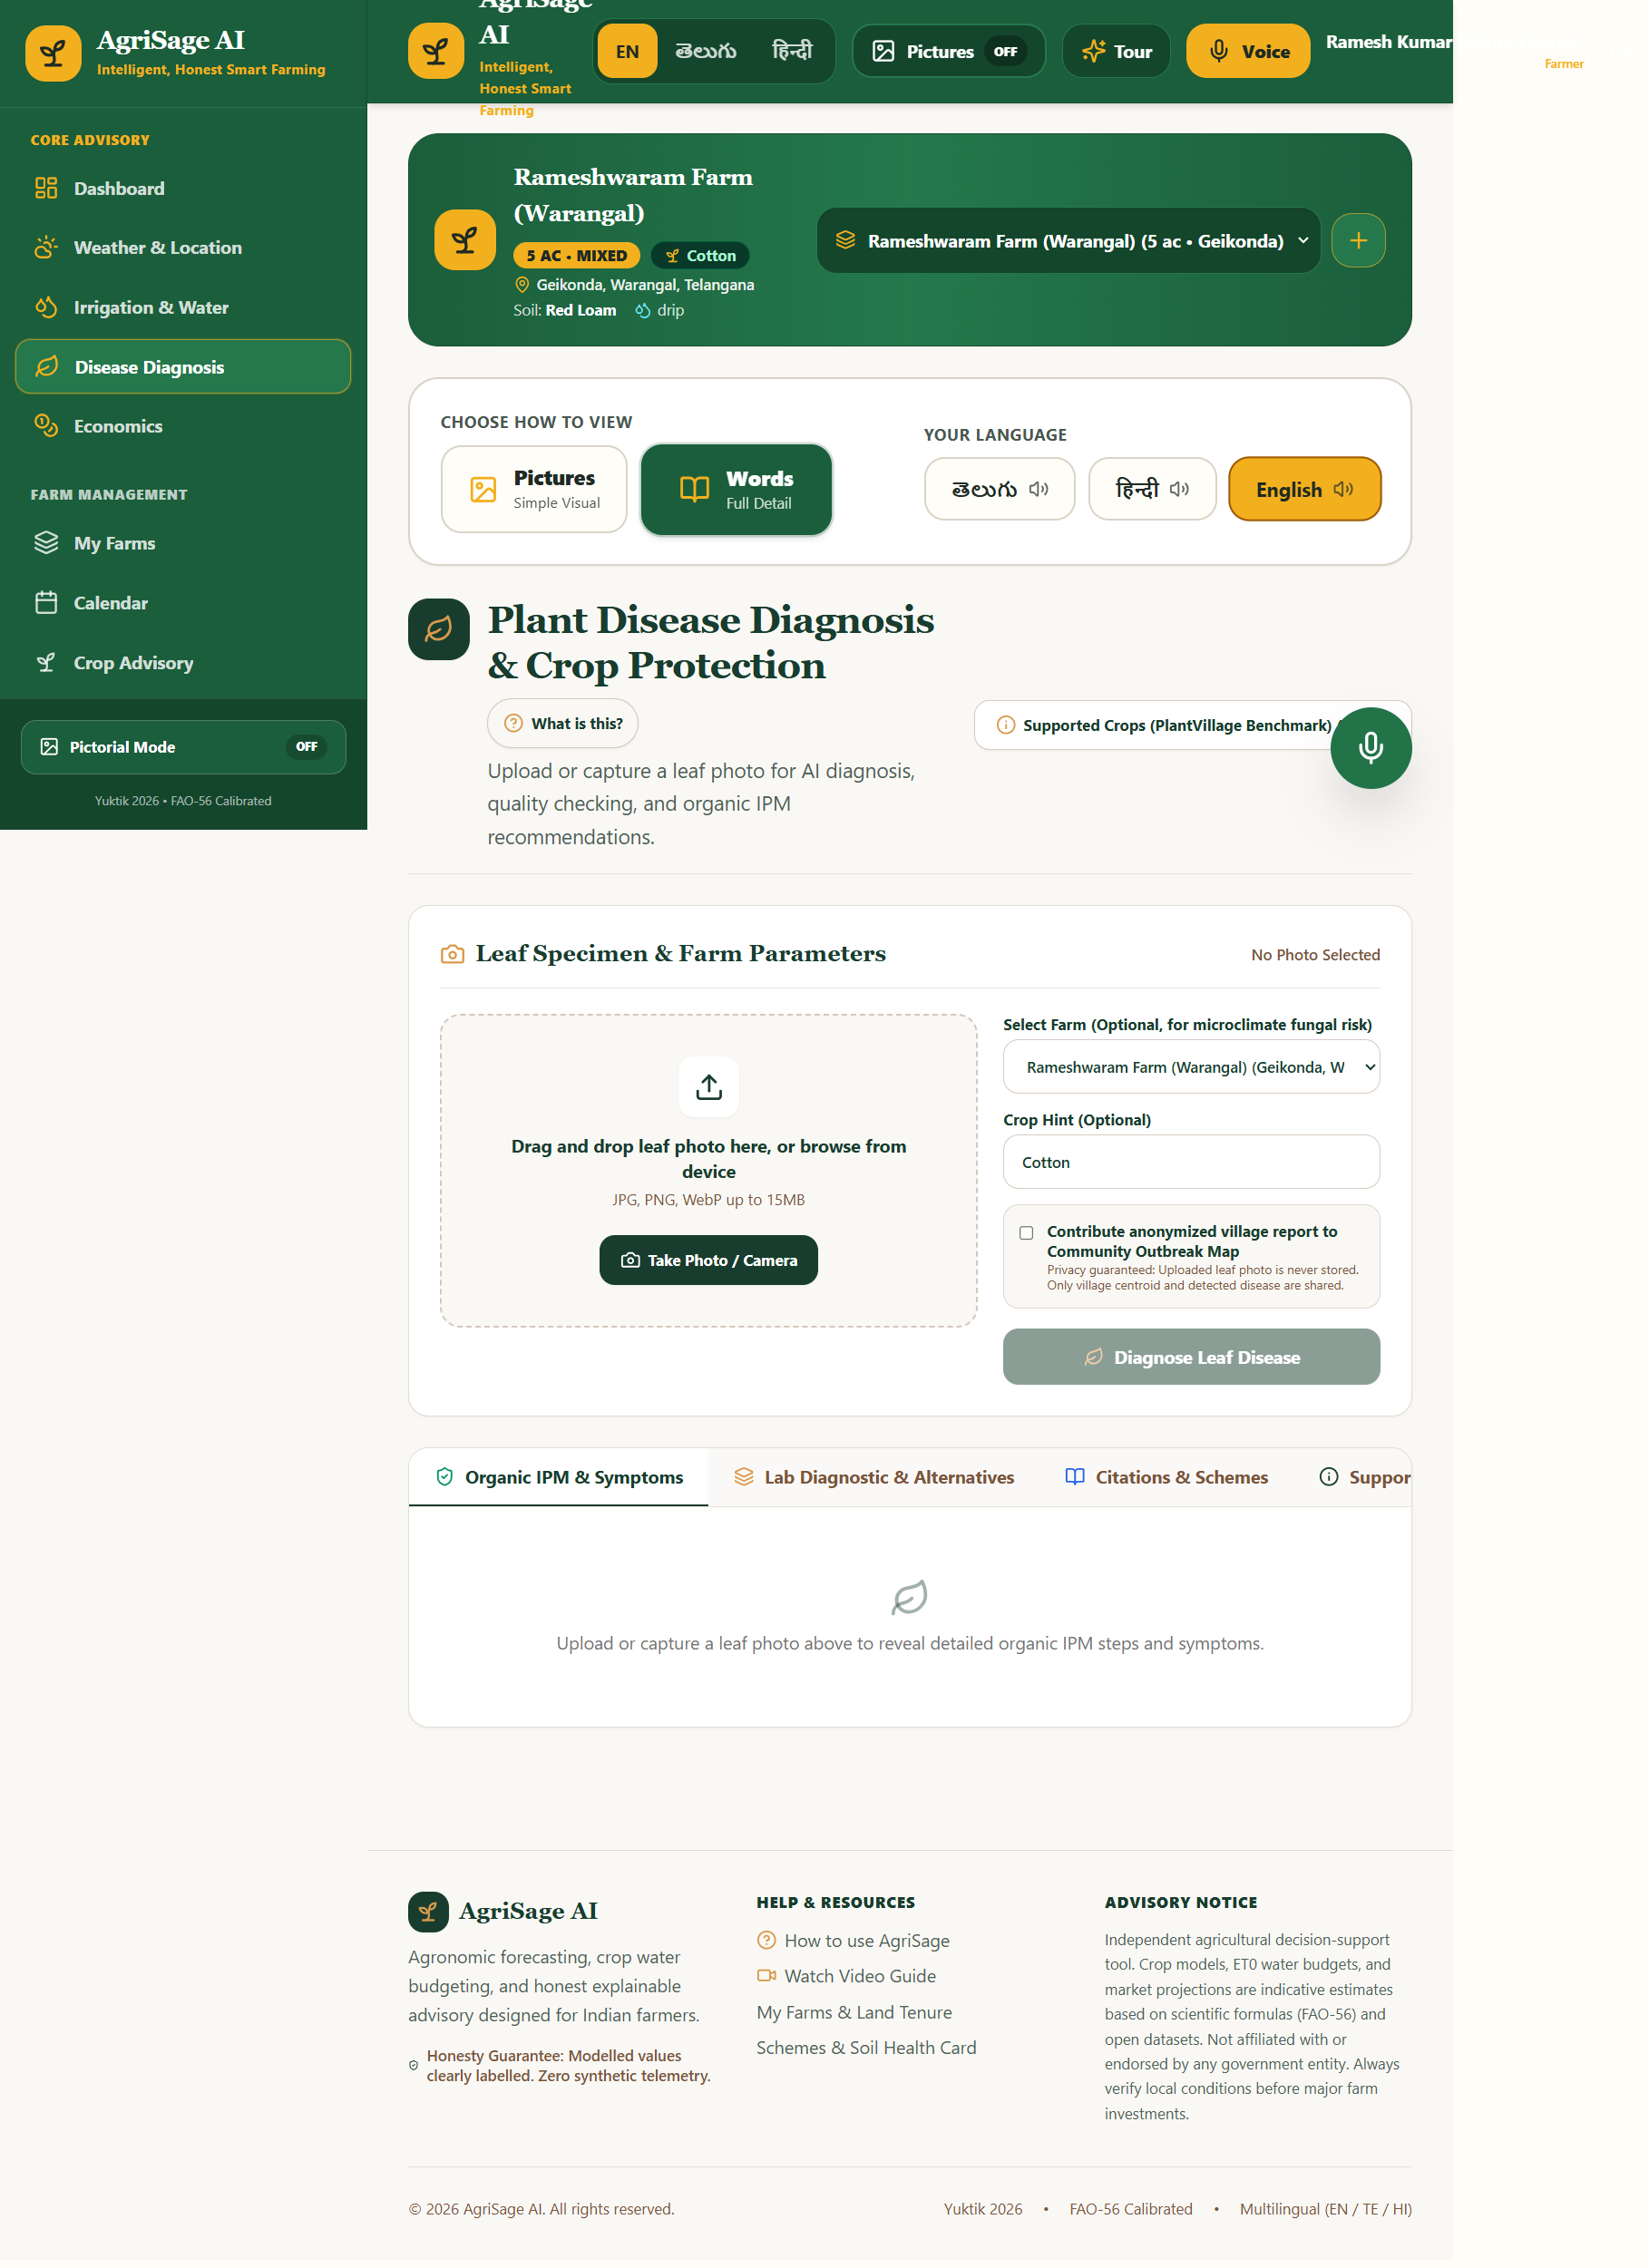 AgriSage AI
Intelligent, Honest Smart Farming
CORE ADVISORY
Dashboard
Weather & Location
Irrigation & Water
Disease Diagnosis
Economics
FARM MANAGEMENT
My Farms
Calendar
Crop Advisory
Pictorial Mode
OFF
Yuktik 2026 • FAO-56 Calibrated
AgriSage
AI
Intelligent,
Honest Smart
Farming
EN
తెలుగు
हिन्दी
Pictures OFF
Tour
Voice
Ramesh Kumar
Farmer
Rameshwaram Farm
(Warangal)
5 AC • MIXED
Cotton
Geikonda, Warangal, Telangana
Soil: Red Loam
drip
Rameshwaram Farm (Warangal) (5 ac • Geikonda)
CHOOSE HOW TO VIEW
Pictures
Simple Visual
Words
Full Detail
YOUR LANGUAGE
తెలుగు
हिन्दी
English
Plant Disease Diagnosis
& Crop Protection
What is this?
Supported Crops (PlantVillage Benchmark)
Upload or capture a leaf photo for AI diagnosis,
quality checking, and organic IPM
recommendations.
Leaf Specimen & Farm Parameters
No Photo Selected
Drag and drop leaf photo here, or browse from
device
JPG, PNG, WebP up to 15MB
Take Photo / Camera
Select Farm (Optional, for microclimate fungal risk)
Rameshwaram Farm (Warangal) (Geikonda, W
Crop Hint (Optional)
Cotton
Contribute anonymized village report to
Community Outbreak Map
Privacy guaranteed: Uploaded leaf photo is never stored.
Only village centroid and detected disease are shared.
Diagnose Leaf Disease
Organic IPM & Symptoms
Lab Diagnostic & Alternatives
Citations & Schemes
Suppor
Upload or capture a leaf photo above to reveal detailed organic IPM steps and symptoms.
AgriSage AI
Agronomic forecasting, crop water
budgeting, and honest explainable
advisory designed for Indian farmers.
Honesty Guarantee: Modelled values
clearly labelled. Zero synthetic telemetry.
HELP & RESOURCES
How to use AgriSage
Watch Video Guide
My Farms & Land Tenure
Schemes & Soil Health Card
ADVISORY NOTICE
Independent agricultural decision-support
tool. Crop models, ET0 water budgets, and
market projections are indicative estimates
based on scientific formulas (FAO-56) and
open datasets. Not affiliated with or
endorsed by any government entity. Always
verify local conditions before major farm
investments.
© 2026 AgriSage AI. All rights reserved.
Yuktik 2026 • FAO-56 Calibrated • Multilingual (EN / TE / HI)